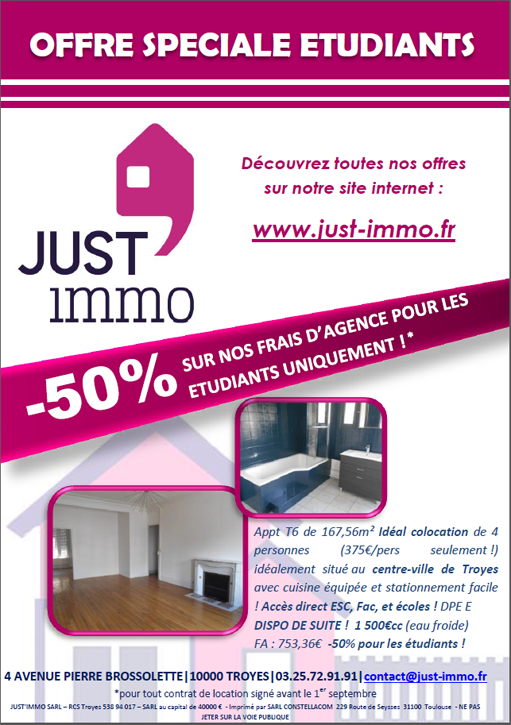 OFFRE SPECIALE ETUDIANTS
Découvrez toutes nos offres
sur notre site internet :
www.just-immo.fr
JUST'
immo
-50% SUR NOS FRAIS D'AGENCE POUR LES
ETUDIANTS UNIQUEMENT !*
Appt T6 de 167,56m² Idéal colocation de 4
personnes (375€/pers seulement !)
idéalement situé au centre-ville de Troyes
avec cuisine équipée et stationnement facile
! Accès direct ESC, Fac, et écoles ! DPE E
DISPO DE SUITE ! 1 500€cc (eau froide)
FA : 753,36€ -50% pour les étudiants !
4 AVENUE PIERRE BROSSOLETTE|10000 TROYES|03.25.72.91.91|contact@just-immo.fr
*pour tout contrat de location signé avant le 1er septembre
JUST'IMMO SARL – RCS Troyes 538 94 017 – SARL au capital de 40000 € - Imprimé par SARL CONSTELLACOM 229 Route de Seysses 31100 Toulouse - NE PAS
JETER SUR LA VOIE PUBLIQUE